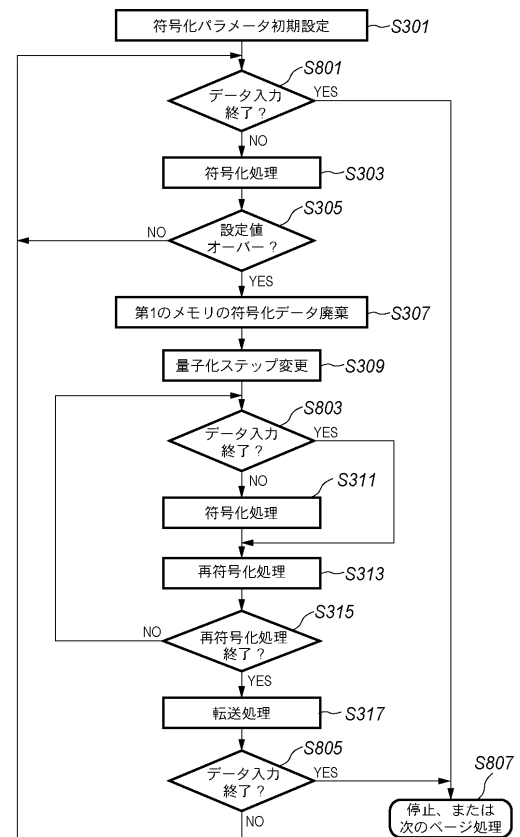 符号化パラメータ初期設定
S301
S801
データ入力
終了？
YES
NO
符号化処理
S303
S305
設定値
オーバー？
NO
YES
第1のメモリの符号化データ廃棄
S307
量子化ステップ変更
S309
S803
データ入力
終了？
YES
NO
S311
符号化処理
再符号化処理
S313
S315
再符号化処理
終了？
NO
YES
転送処理
S317
S805
データ入力
終了？
YES
NO
S807
停止、または
次のページ処理